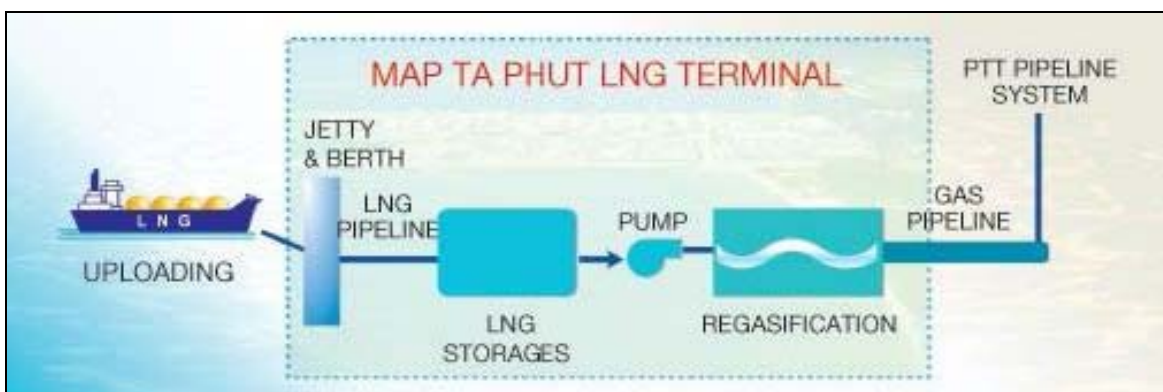 MAP TA PHUT LNG TERMINAL
PTT PIPELINE
SYSTEM
JETTY
& BERTH
LNG
PIPELINE
PUMP
GAS
PIPELINE
LNG
UPLOADING
LNG
STORAGES
REGASIFICATION